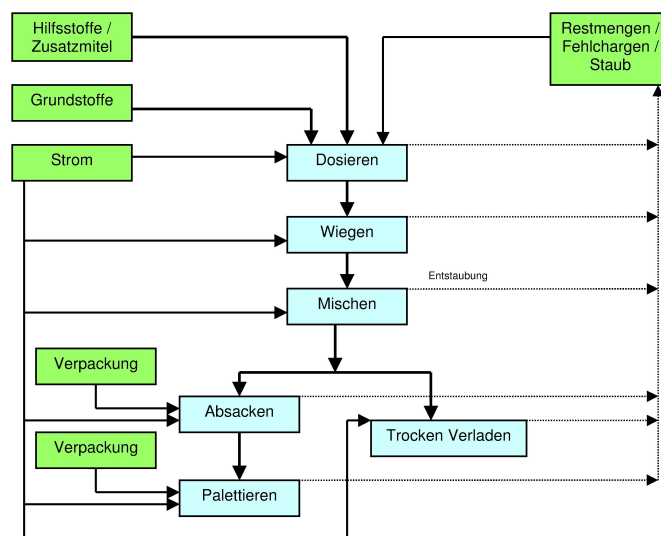 Hilfsstoffe /
Zusatzmitel
Restmengen /
Fehlchargen /
Staub
Grundstoffe
Strom
Dosieren
Wiegen
Entstaubung
Mischen
Verpackung
Absacken
Trocken Verladen
Verpackung
Palettieren